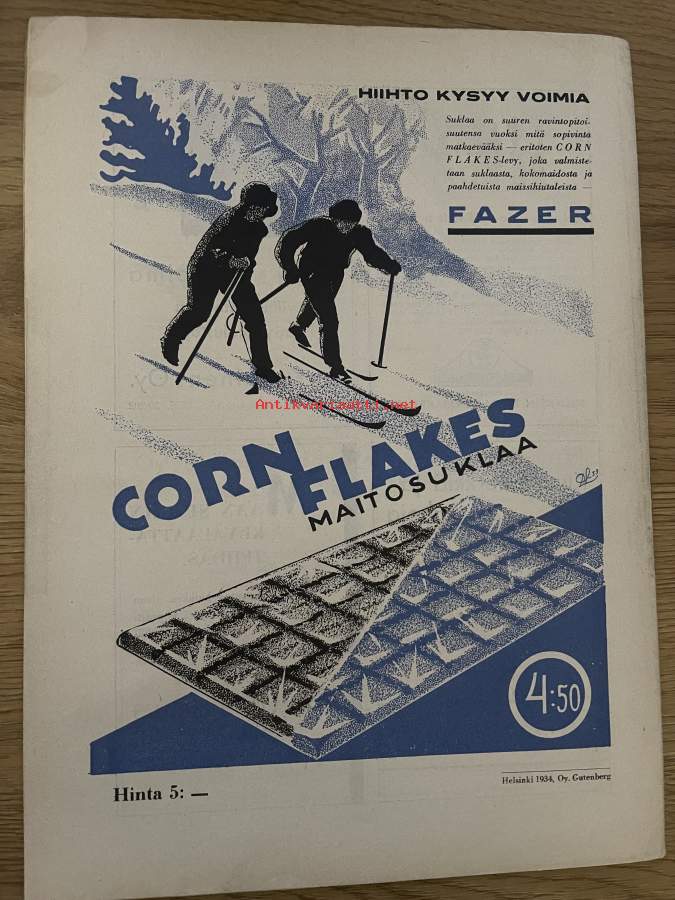 HIIHTO KYSYY VOIMIA
Suklaa on suuren ravintopitoi-
suutensa vuoksi mitä sopivinta
matkaevääksi — eritoten CORN
FLAKES-levy, joka valmiste-
taan suklaasta, kokomaidosta ja
paahdetuista maissihiutaleista —
FAZER
Antikvariaatti.net
CORN FLAKES
MAITOSUKLAA
4:50
Hinta 5: —
Helsinki 1934, Oy. Gutenberg